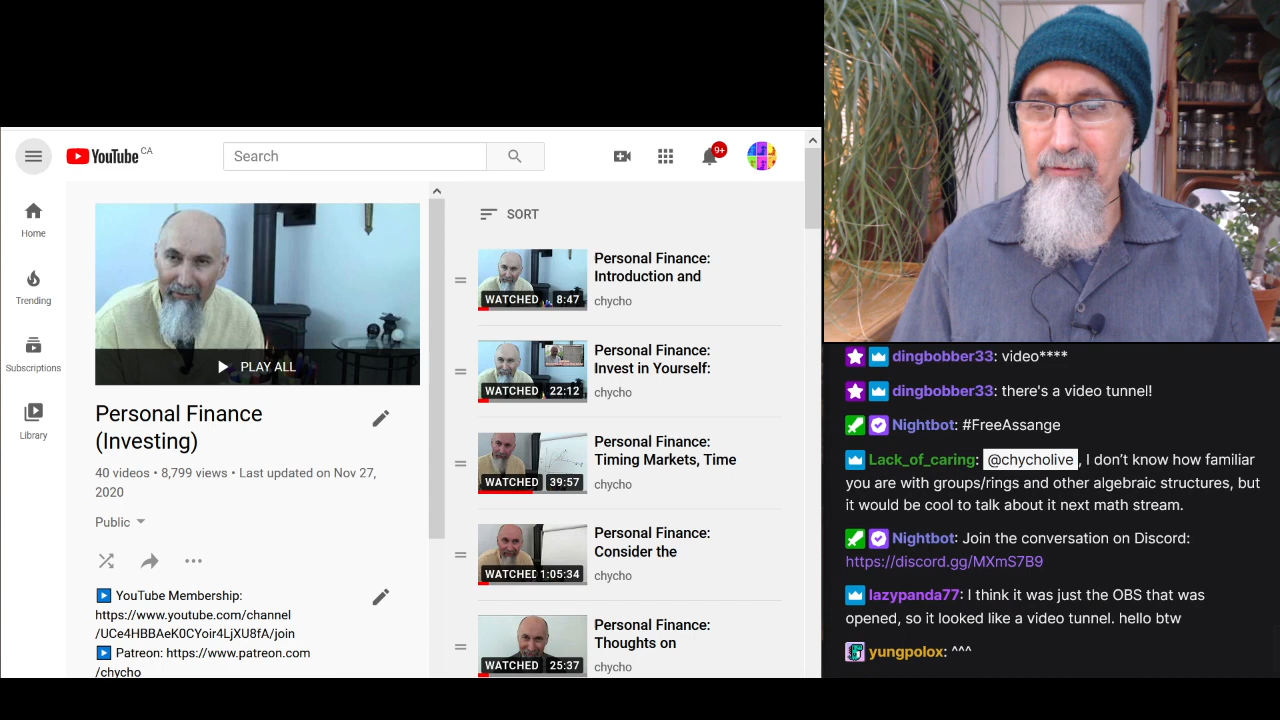 YouTube CA
Search
9+
Home
Trending
Subscriptions
Library
PLAY ALL
Personal Finance
(Investing)
40 videos • 8,799 views • Last updated on Nov 27,
2020
Public
YouTube Membership:
https://www.youtube.com/channel
/UCe4HBBAeK0CYoir4LjXU8fA/join
Patreon: https://www.patreon.com
/chycho
SORT
WATCHED 8:47
Personal Finance:
Introduction and
chycho
WATCHED 22:12
Personal Finance:
Invest in Yourself:
chycho
WATCHED 39:57
Personal Finance:
Timing Markets, Time
chycho
WATCHED 1:05:34
Personal Finance:
Consider the
chycho
WATCHED 25:37
Personal Finance:
Thoughts on
chycho
dingbobber33: video****
dingbobber33: there's a video tunnel!
Nightbot: #FreeAssange
Lack_of_caring: @chycholive, I don't know how familiar
you are with groups/rings and other algebraic structures, but
it would be cool to talk about it next math stream.
Nightbot: Join the conversation on Discord:
https://discord.gg/MXmS7B9
lazypanda77: I think it was just the OBS that was
opened, so it looked like a video tunnel. hello btw
yungpolox: ^^^